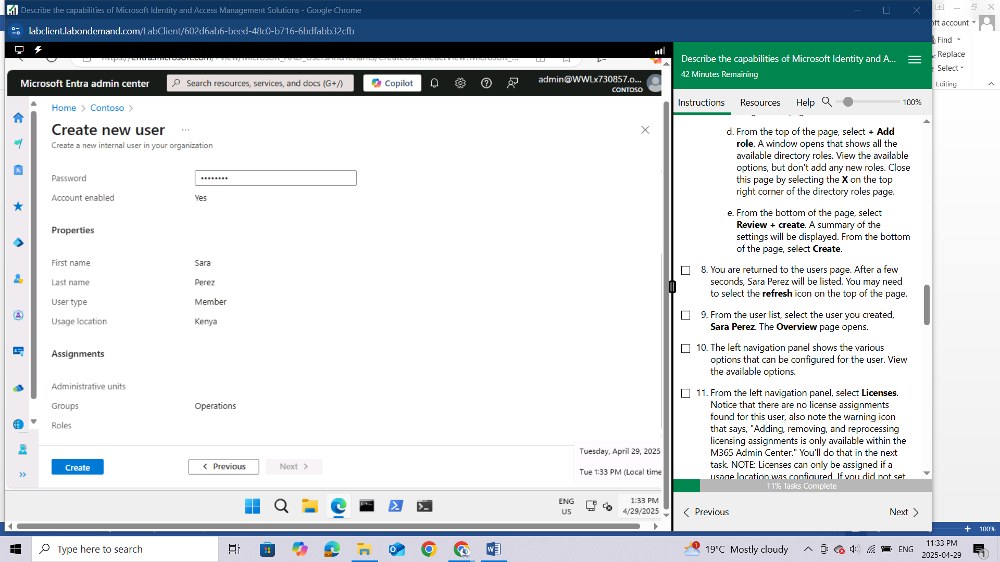 Describe the capabilities of Microsoft Identity and Access Management Solutions - Google Chrome
labclient.labondemand.com/LabClient/602d6ab6-beed-48c0-b716-6bdfabb32cfb
Microsoft Entra admin center
Search resources, services, and docs (G+/)
Copilot
admin@WWLx730857.o...
CONTOSO
Home > Contoso >
Create new user ...
Create a new internal user in your organization
Password ••••••••
Account enabled Yes
Properties
First name Sara
Last name Perez
User type Member
Usage location Kenya
Assignments
Administrative units
Groups Operations
Roles
Create
Previous
Next
Tuesday, April 29, 2025
Tue 1:33 PM (Local time
ENG
US
1:33 PM
4/29/2025
Describe the capabilities of Microsoft Identity and A...
42 Minutes Remaining
Instructions
Resources
Help
100%
d. From the top of the page, select + Add
role. A window opens that shows all the
available directory roles. View the available
options, but don't add any new roles. Close
this page by selecting the X on the top
right corner of the directory roles page.
e. From the bottom of the page, select
Review + create. A summary of the
settings will be displayed. From the bottom
of the page, select Create.
8. You are returned to the users page. After a few
seconds, Sara Perez will be listed. You may need
to select the refresh icon on the top of the page.
9. From the user list, select the user you created,
Sara Perez. The Overview page opens.
10. The left navigation panel shows the various
options that can be configured for the user. View
the available options.
11. From the left navigation panel, select Licenses.
Notice that there are no license assignments
found for this user, also note the warning icon
that says, "Adding, removing, and reprocessing
licensing assignments is only available within the
M365 Admin Center." You'll do that in the next
task. NOTE: Licenses can only be assigned if a
usage location was configured. If you did not set
11% Tasks Complete
Previous
Next
account
Find
Replace
Select
Editing
100%
Type here to search
19°C Mostly cloudy
ENG
11:33 PM
2025-04-29
1